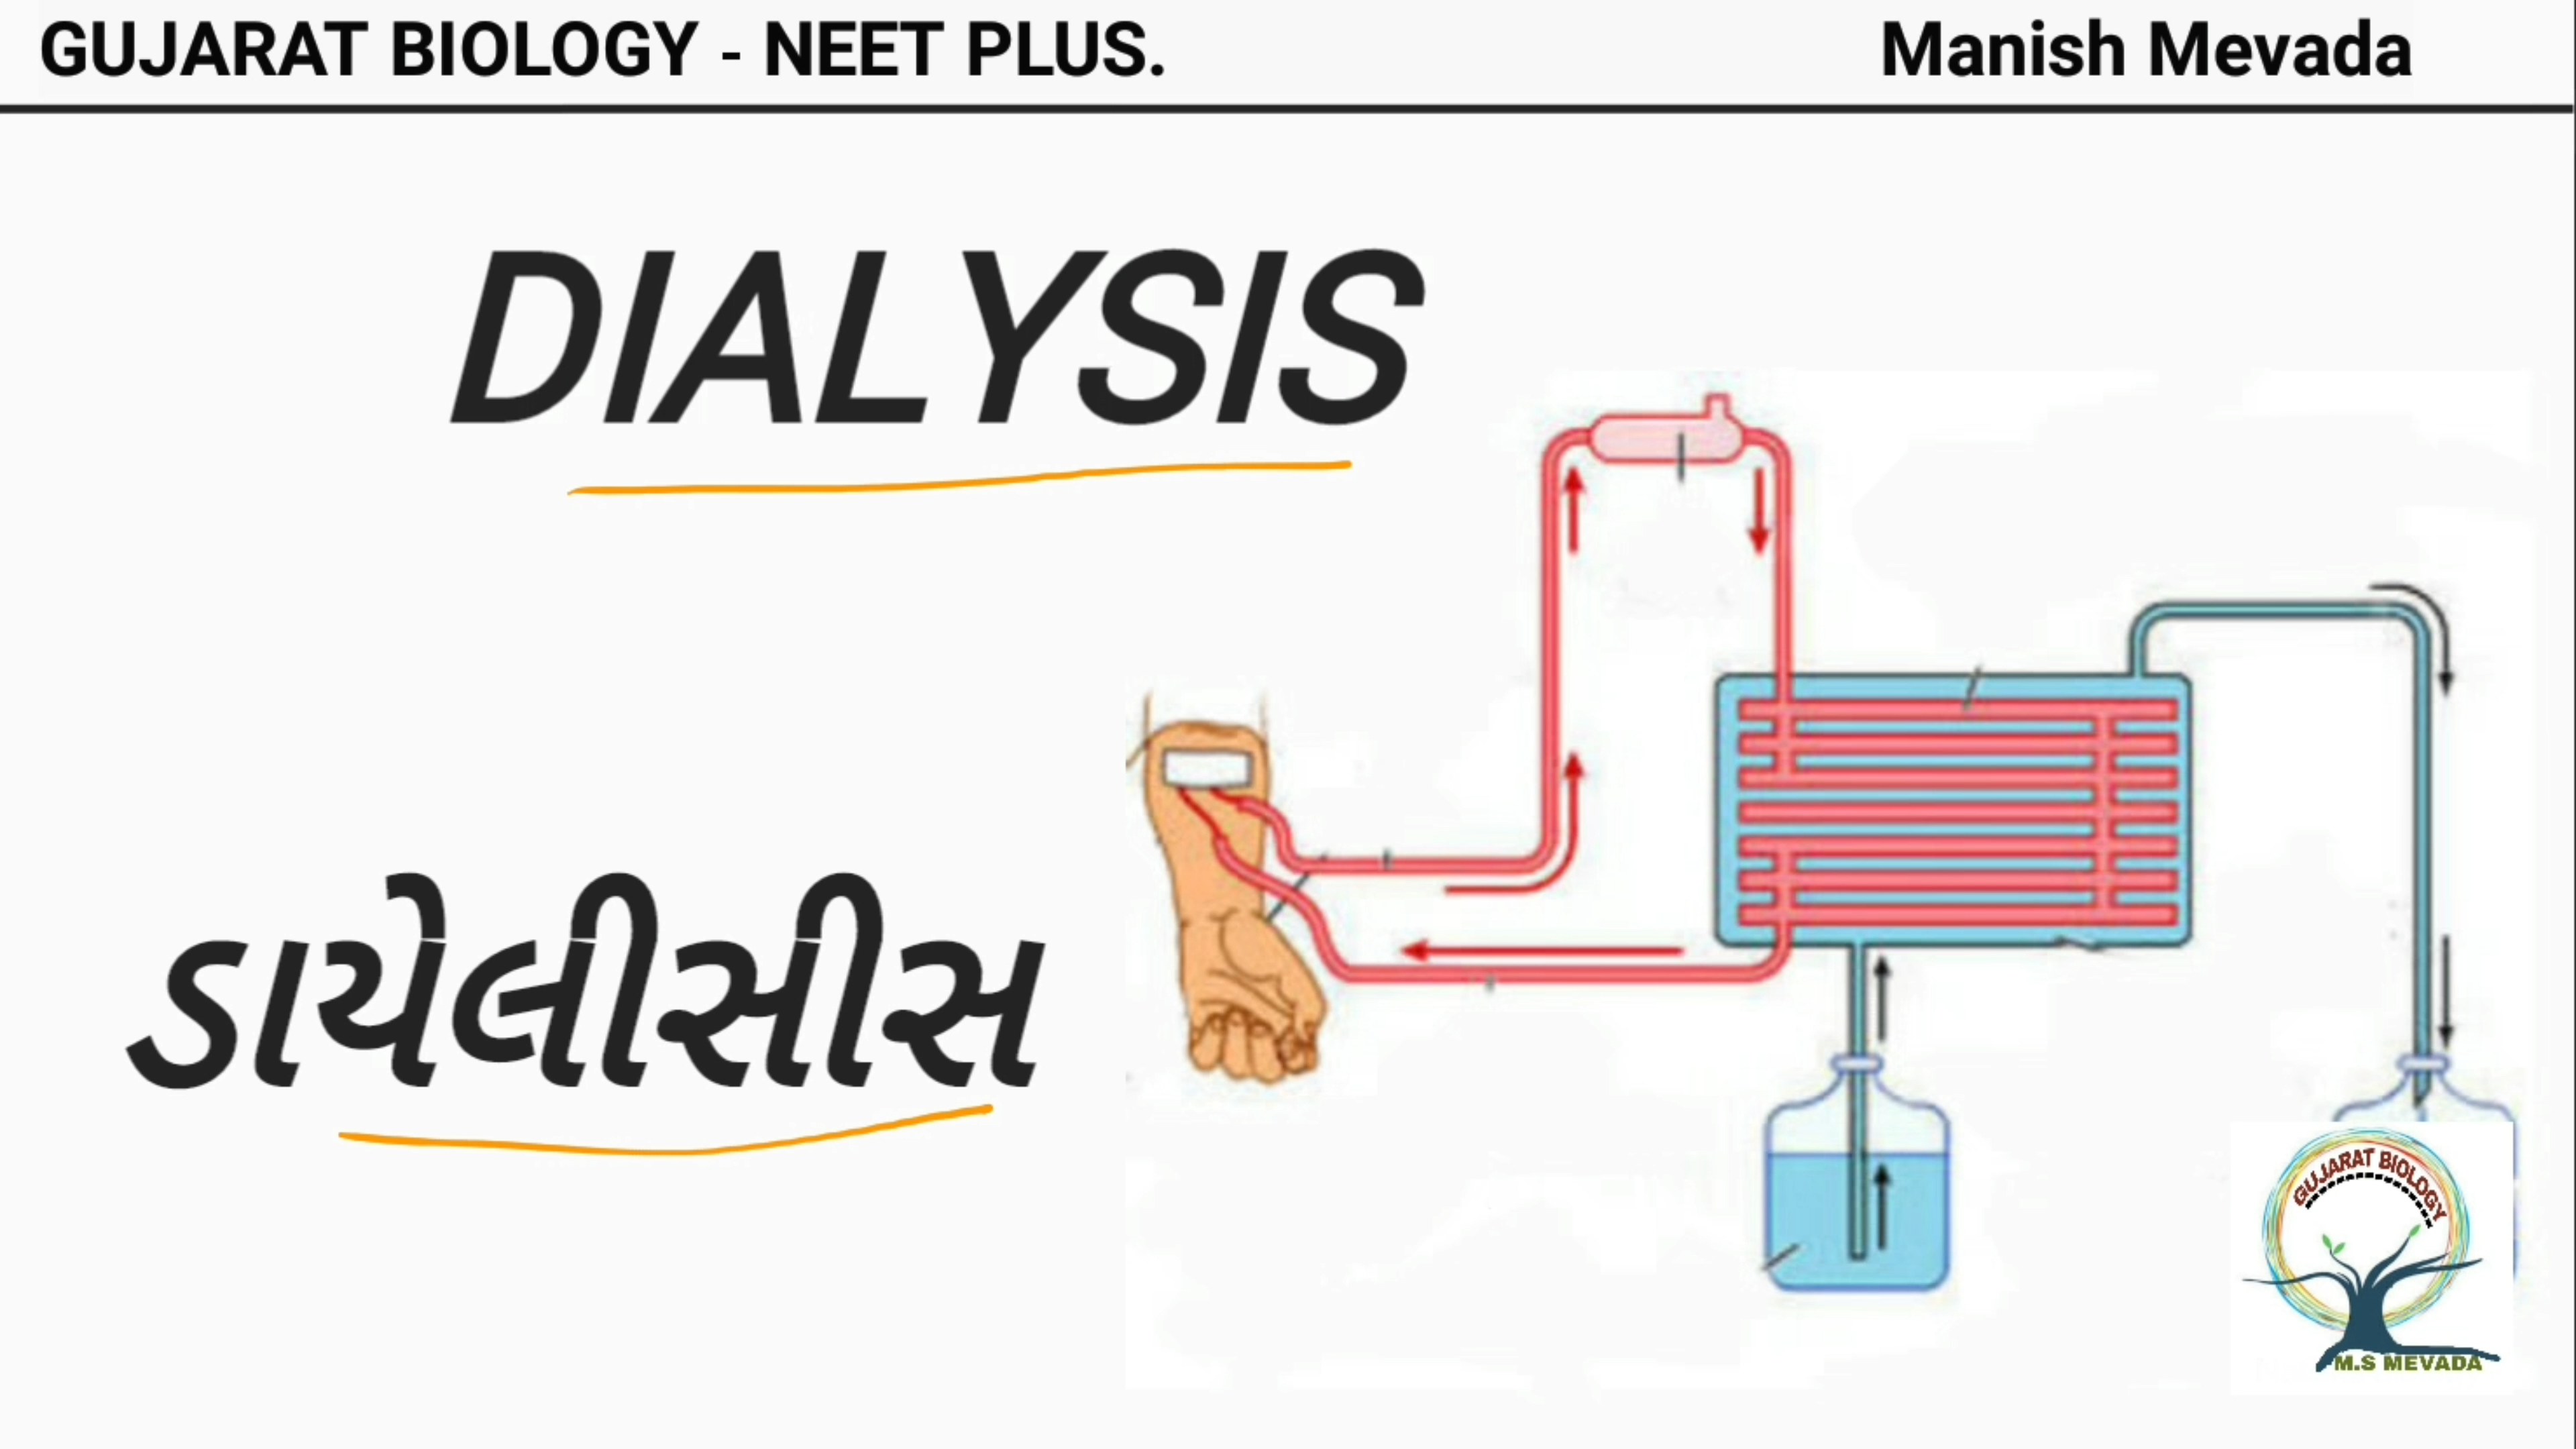 GUJARAT BIOLOGY - NEET PLUS.
Manish Mevada
DIALYSIS
ડાયેલીસીસ
GUJARAT BIOLOGY
M.S MEVADA